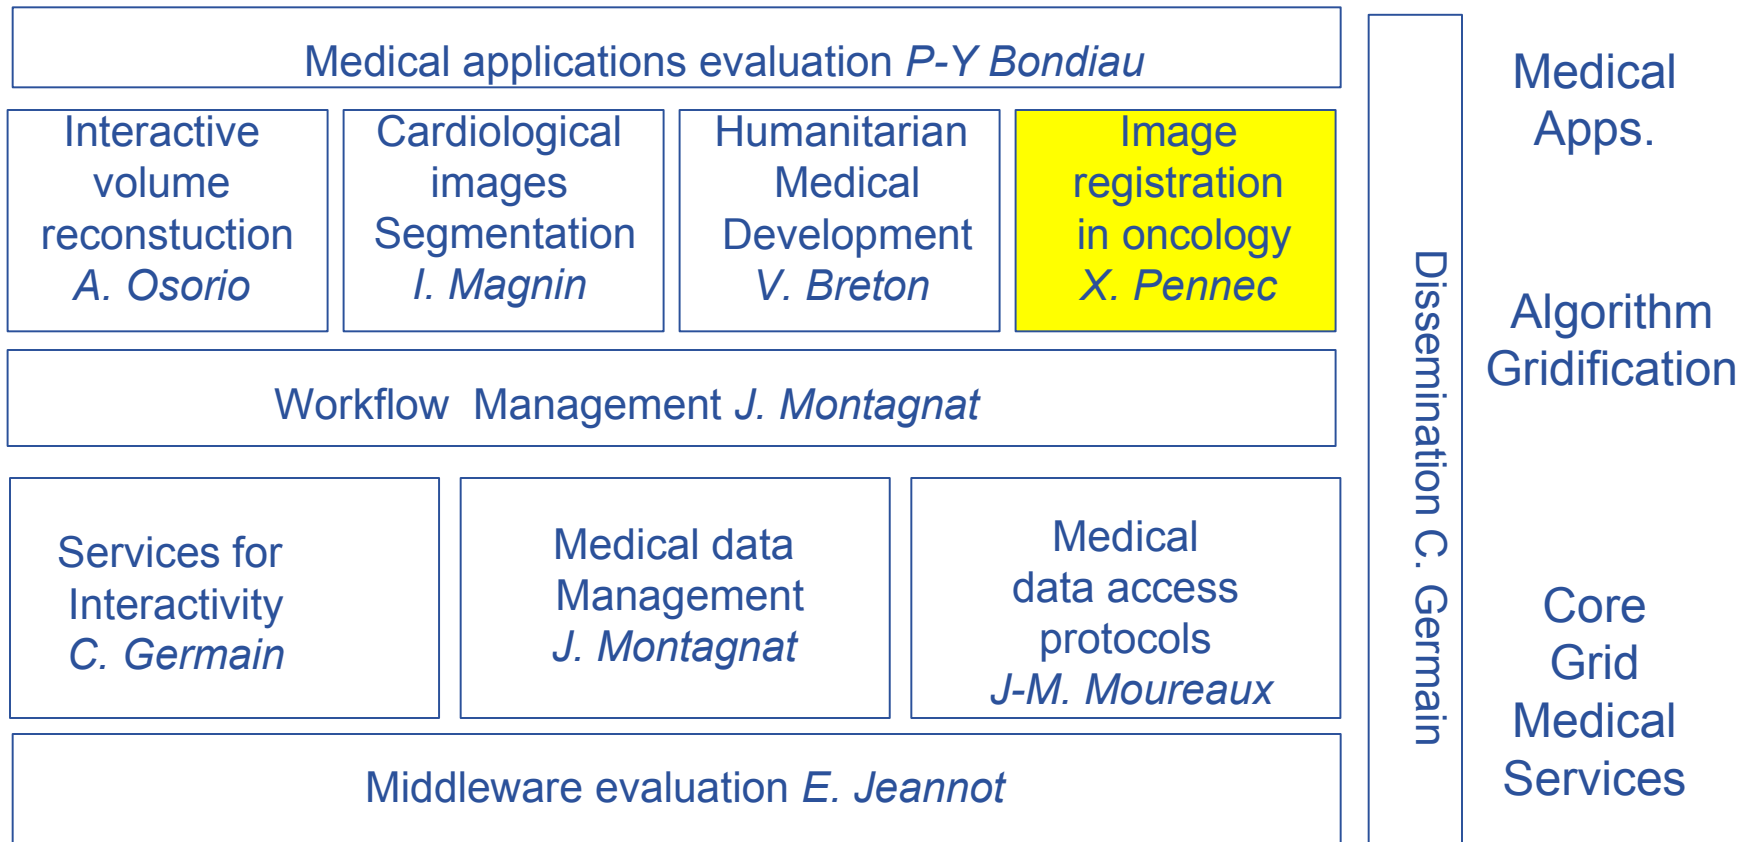 Medical applications evaluation P-Y Bondiau
Interactive
volume
reconstuction
A. Osorio
Cardiological
images
Segmentation
I. Magnin
Humanitarian
Medical
Development
V. Breton
Image
registration
in oncology
X. Pennec
Workflow Management J. Montagnat
Services for
Interactivity
C. Germain
Medical data
Management
J. Montagnat
Medical
data access
protocols
J-M. Moureaux
Middleware evaluation E. Jeannot
Dissemination C. Germain
Medical
Apps.
Algorithm
Gridification
Core
Grid
Medical
Services